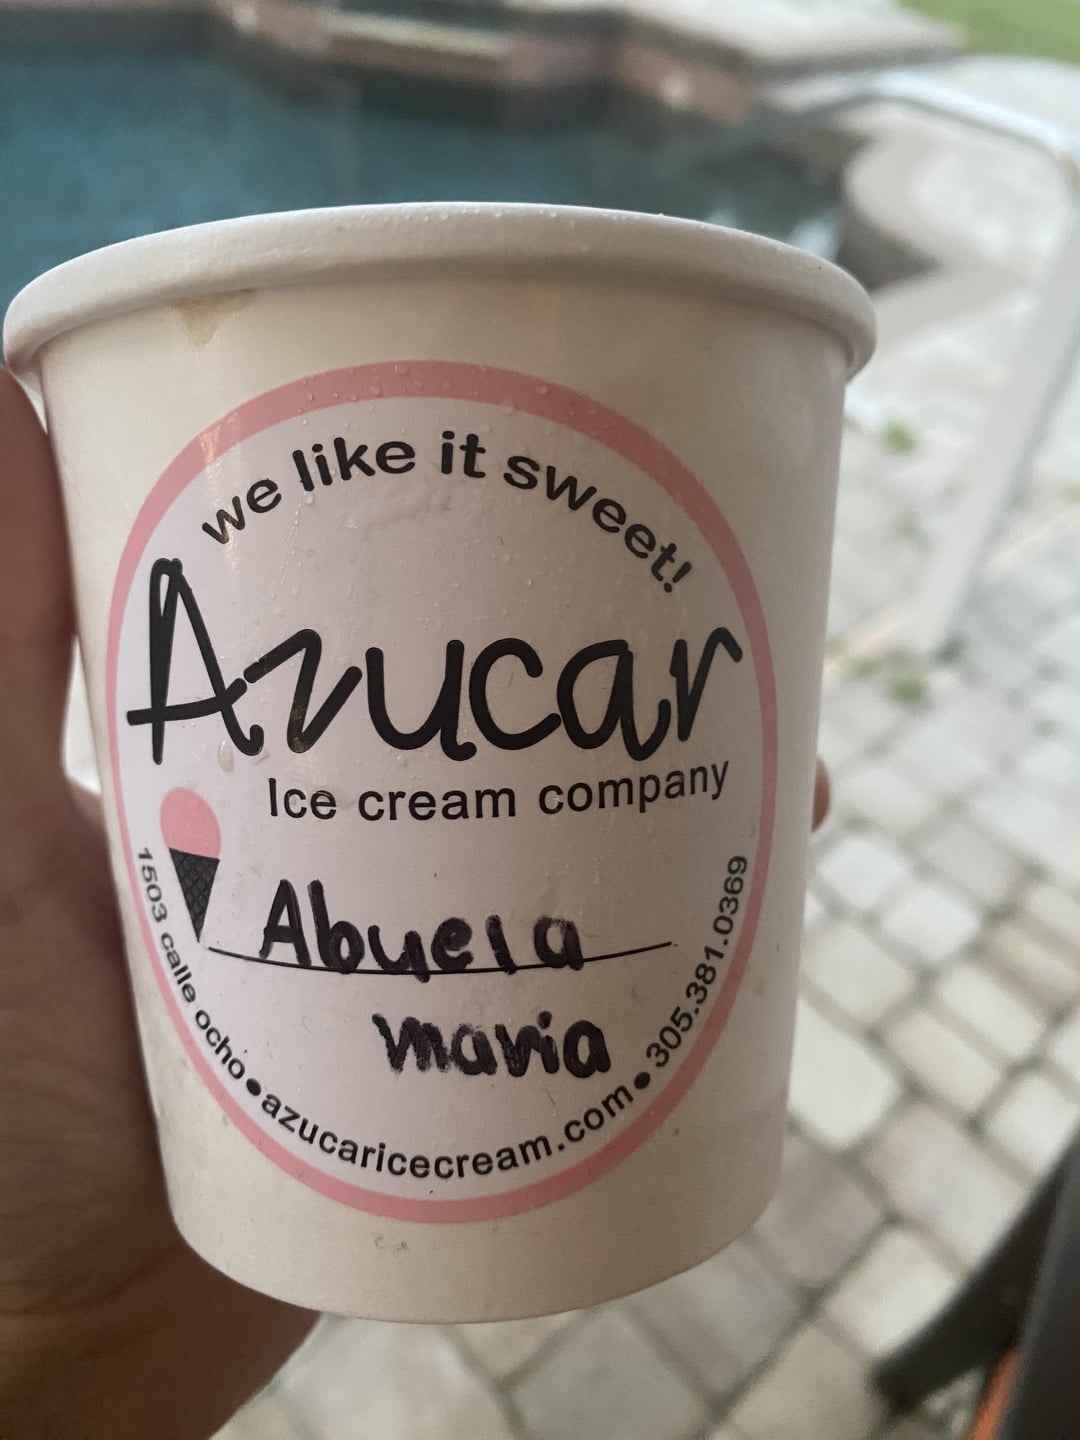 we like it sweet!
Azucar
Ice cream company
Abuela
maria
1503 calle ocho • azucaricecream.com • 305.381.0369